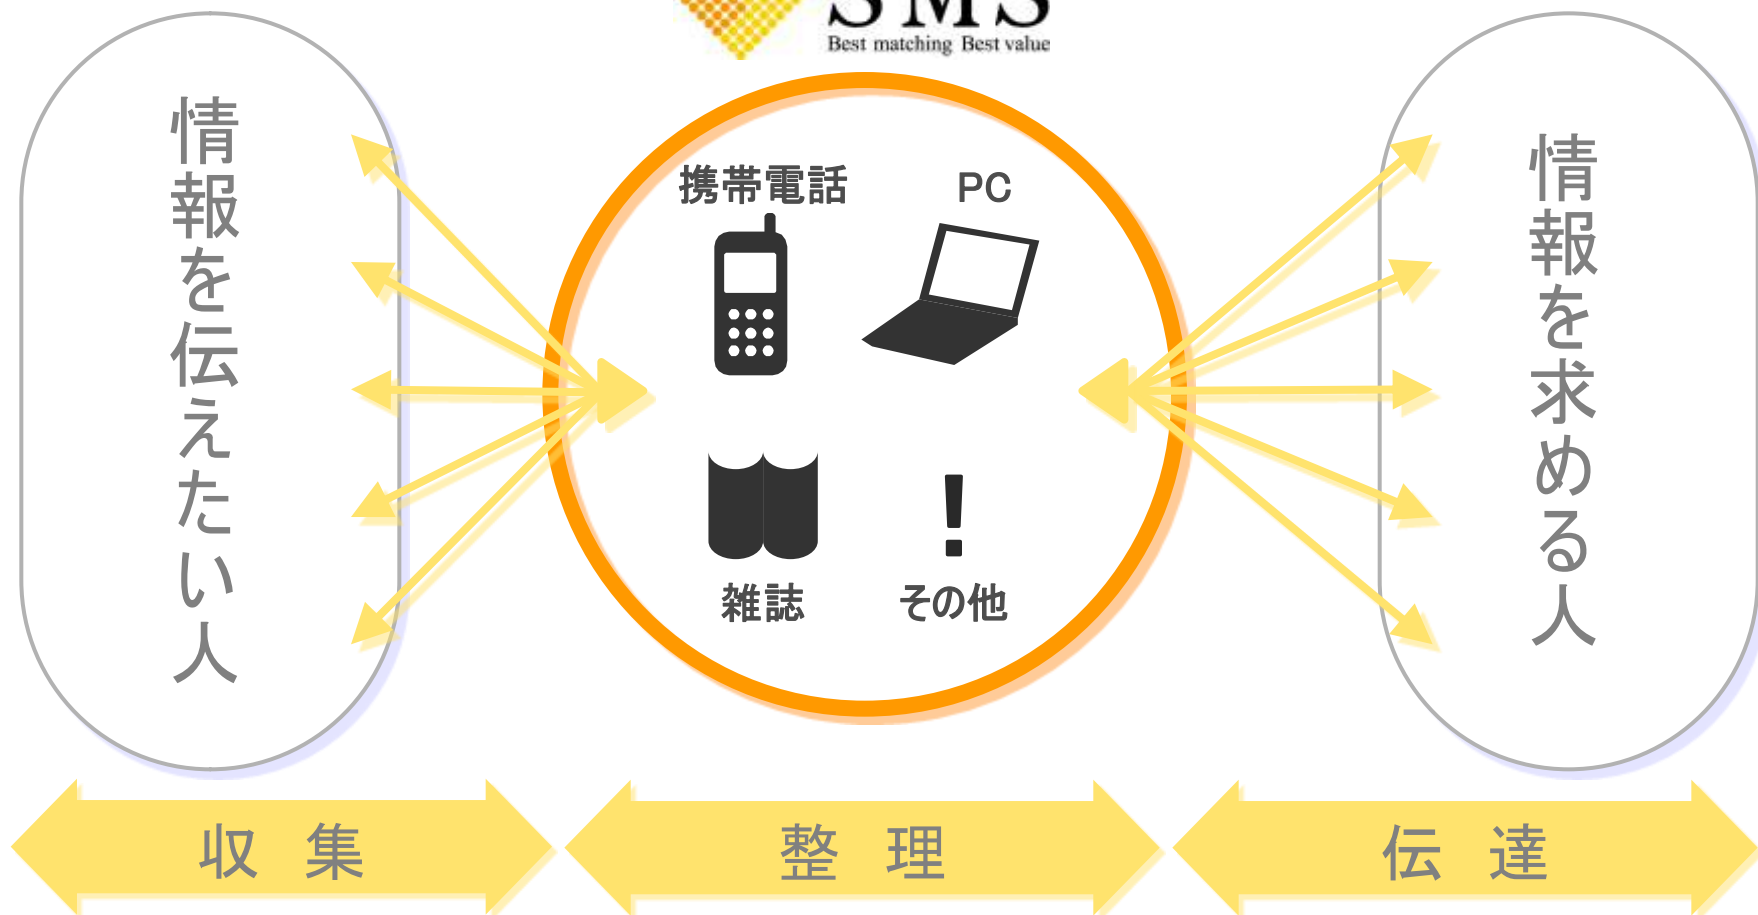 SMS
Best matching Best value
情報を伝えたい人
携帯電話
PC
雑誌
!
その他
情報を求める人
収 集
整 理
伝 達